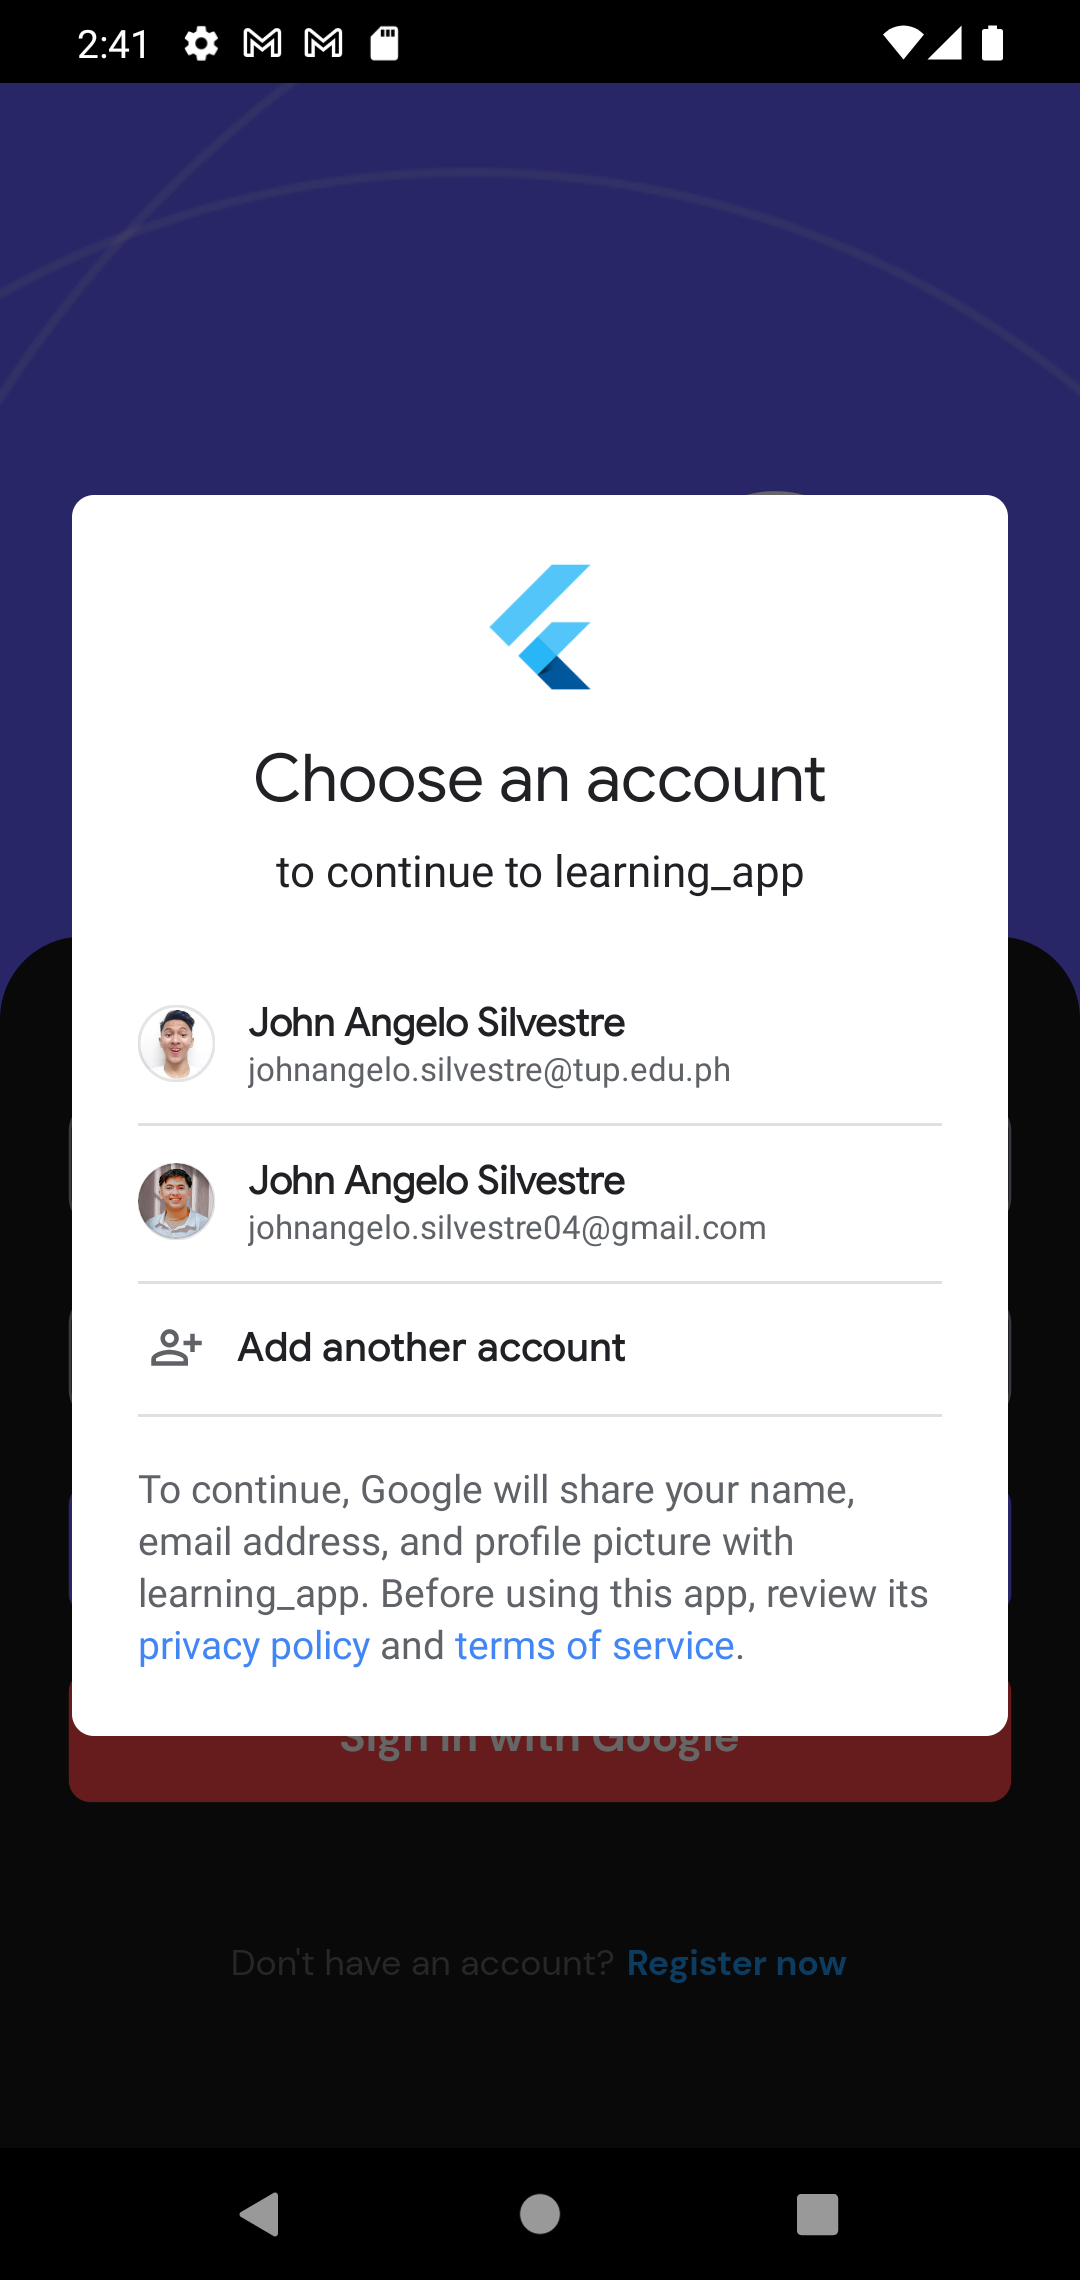 2:41
Choose an account
to continue to learning_app
John Angelo Silvestre
johnangelo.silvestre@tup.edu.ph
John Angelo Silvestre
johnangelo.silvestre04@gmail.com
Add another account
To continue, Google will share your name,
email address, and profile picture with
learning_app. Before using this app, review its
privacy policy and terms of service.
Sign in with Google
Don't have an account? Register now